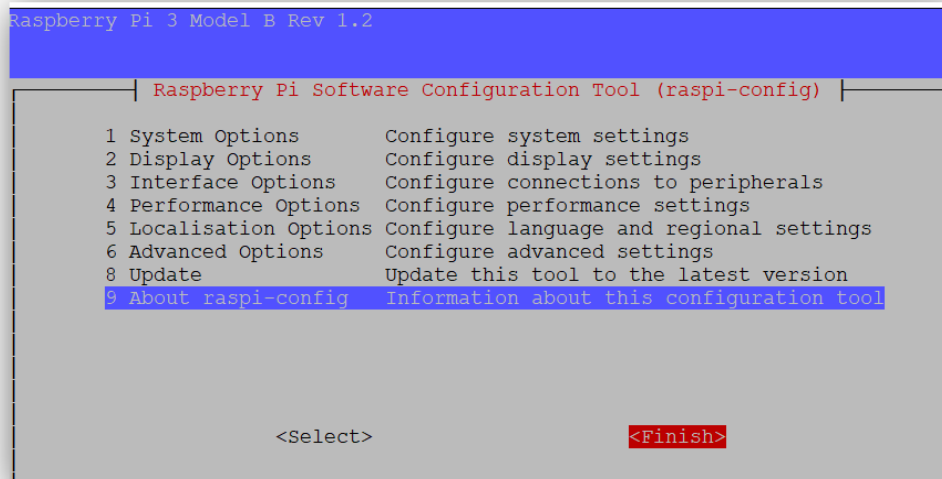 Raspberry Pi 3 Model B Rev 1.2
Raspberry Pi Software Configuration Tool (raspi-config)
1 System Options Configure system settings
2 Display Options Configure display settings
3 Interface Options Configure connections to peripherals
4 Performance Options Configure performance settings
5 Localisation Options Configure language and regional settings
6 Advanced Options Configure advanced settings
8 Update Update this tool to the latest version
9 About raspi-config Information about this configuration tool
<Select> <Finish>